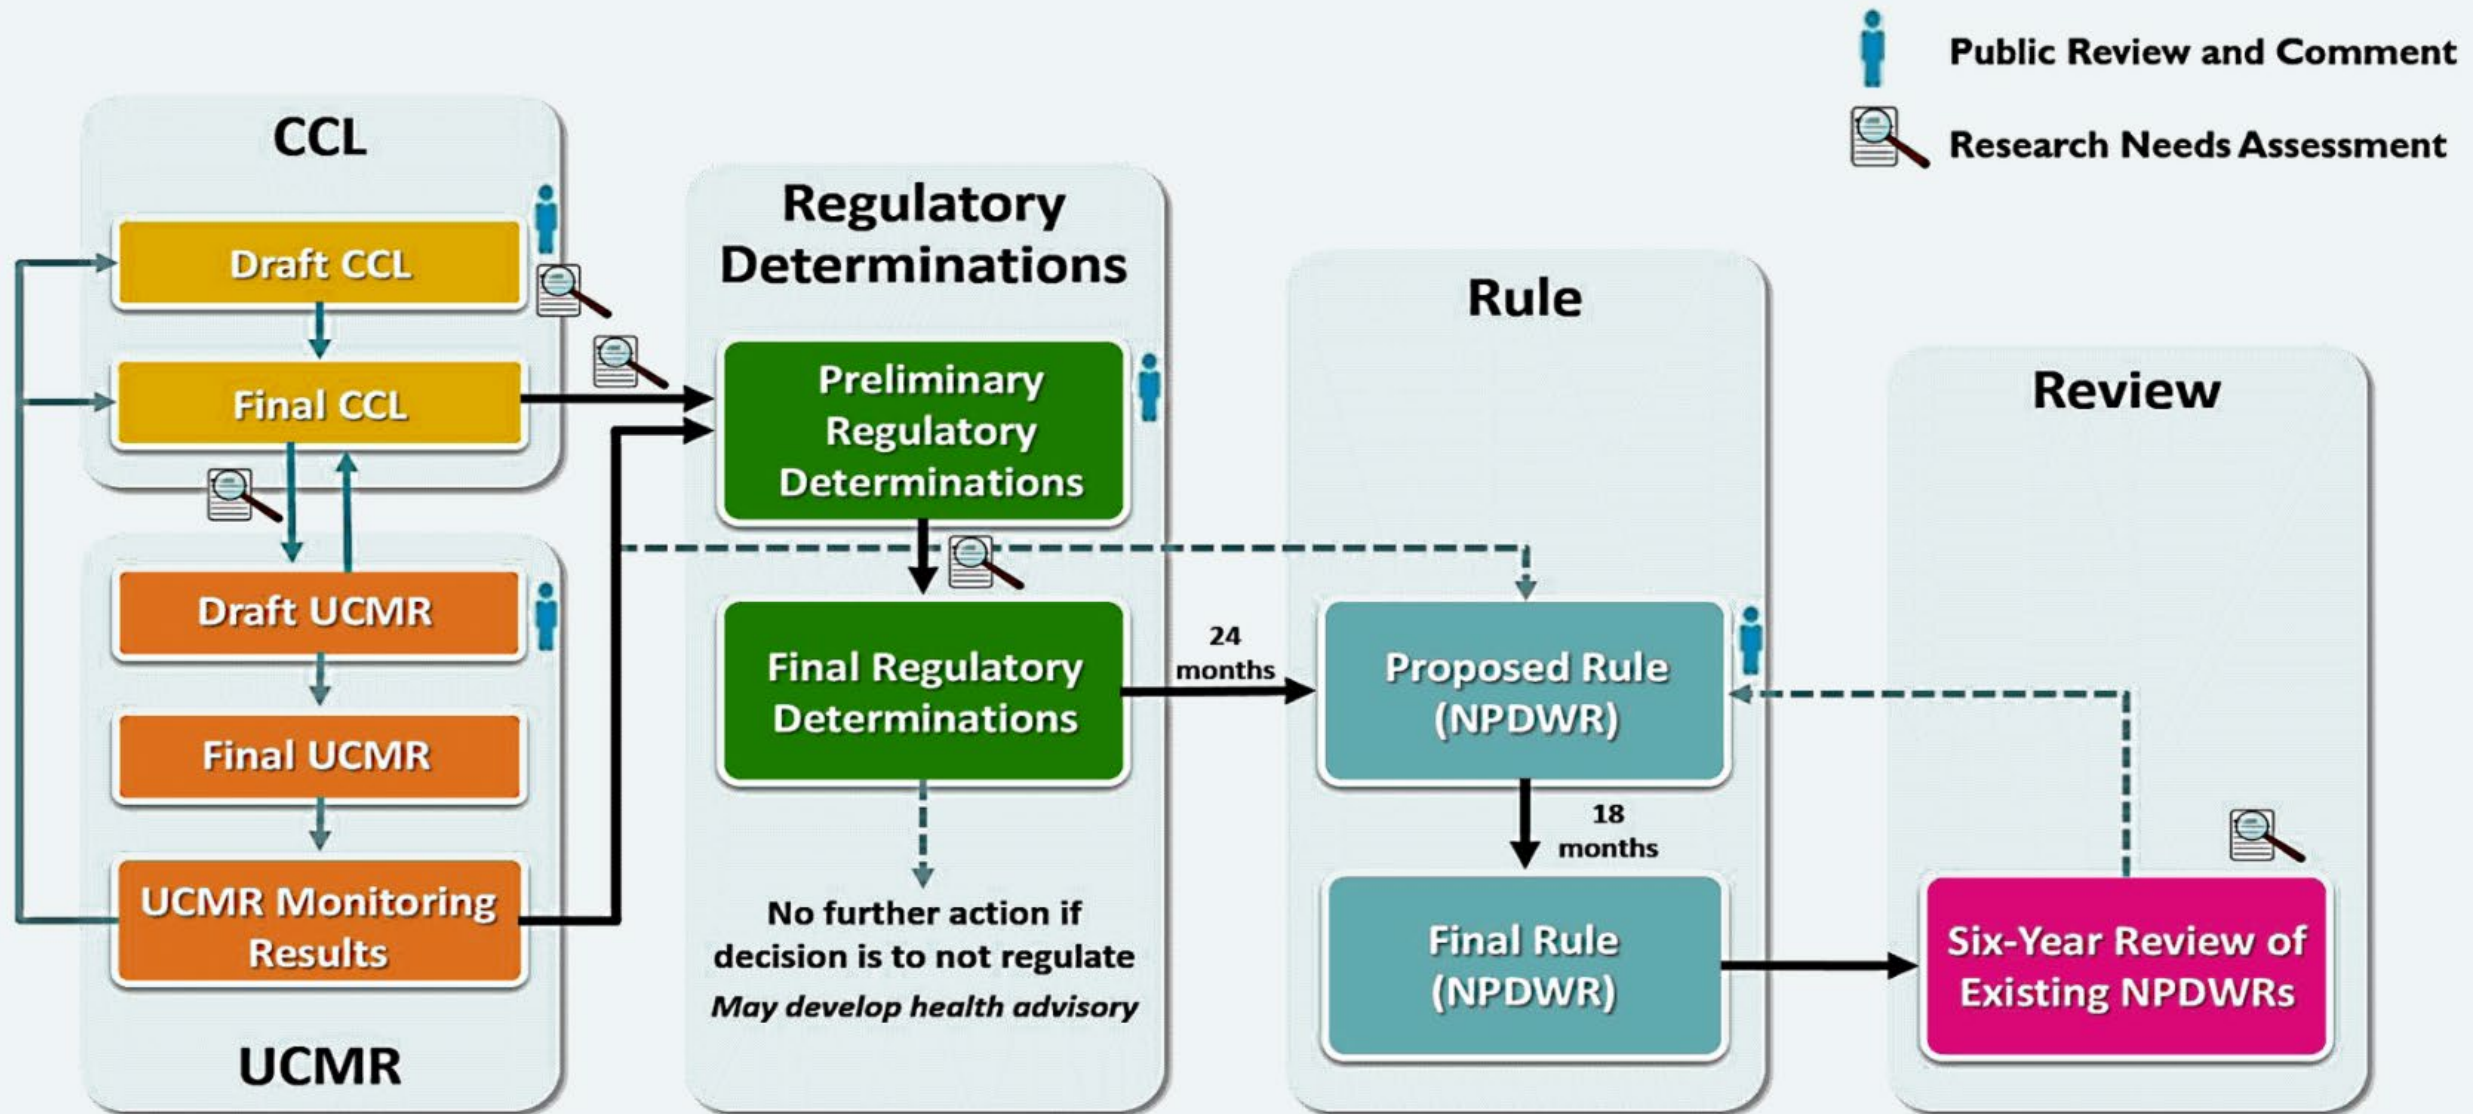 Public Review and Comment
Research Needs Assessment
CCL
Draft CCL
Final CCL
Draft UCMR
Final UCMR
UCMR Monitoring
Results
UCMR
Regulatory
Determinations
Preliminary
Regulatory
Determinations
Final Regulatory
Determinations
No further action if
decision is to not regulate
May develop health advisory
24
months
Rule
Proposed Rule
(NPDWR)
18
months
Final Rule
(NPDWR)
Review
Six-Year Review of
Existing NPDWRs